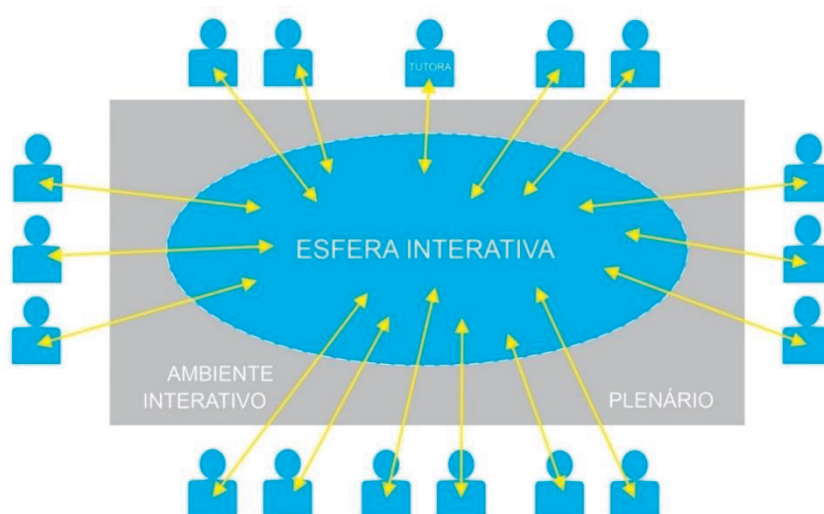 TUTORA
ESFERA INTERATIVA
AMBIENTE
INTERATIVO
PLENÁRIO